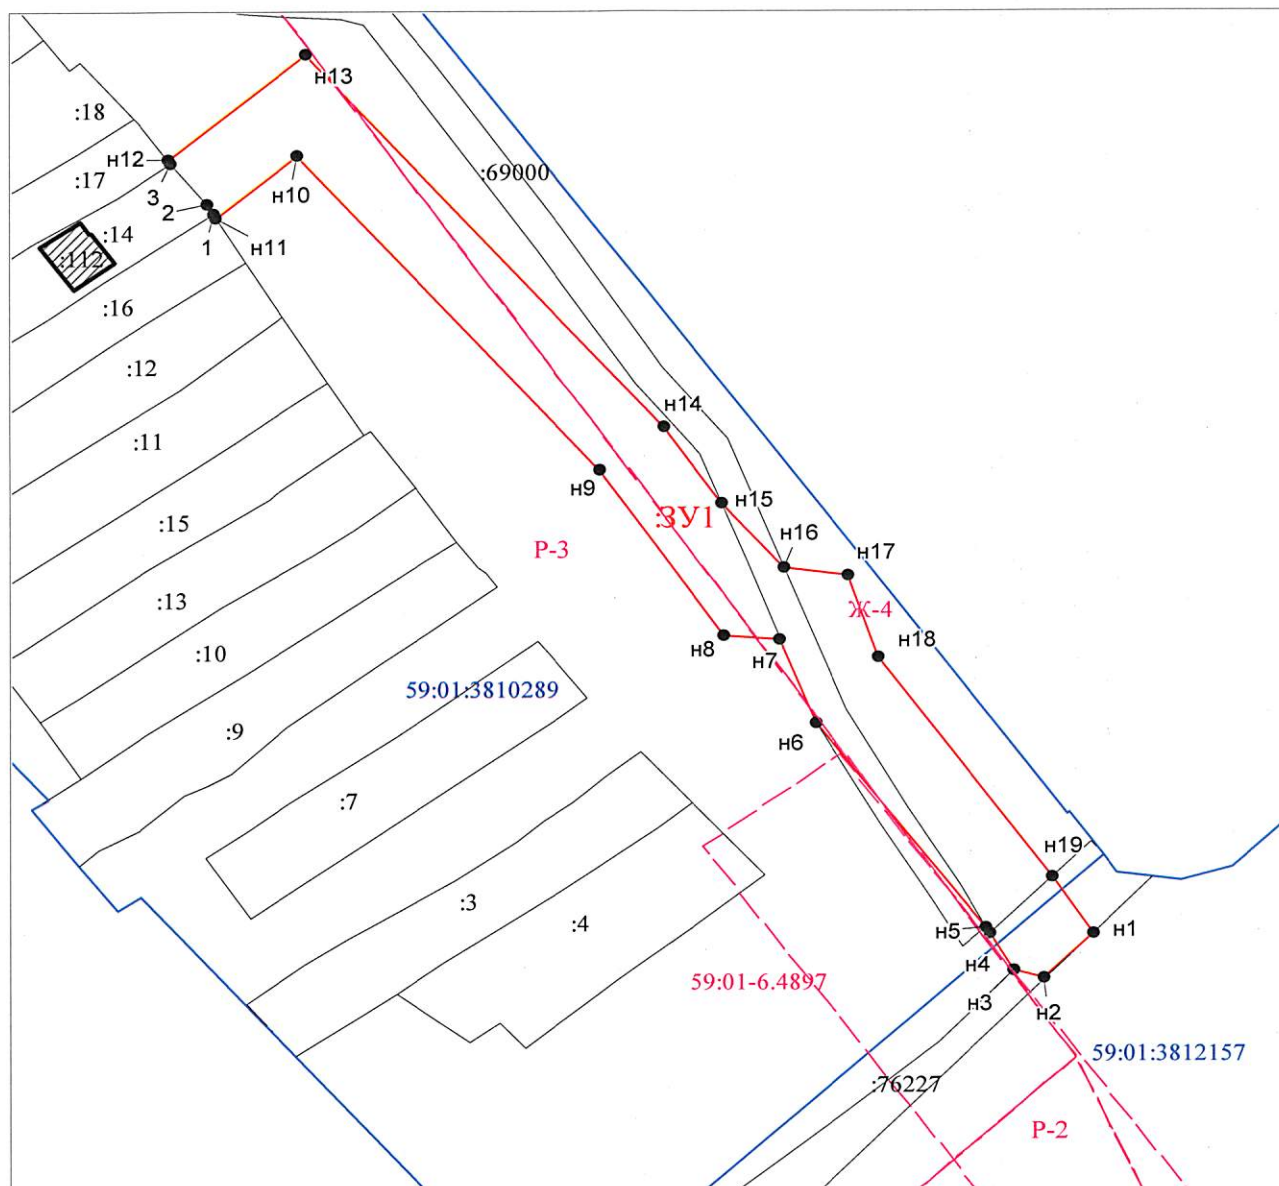 н13
:18
н12
:17
н10
:69000
3
2
:14
1
н11
:112
:16
:12
н14
:11
н9
н15
:ЗУ1
:15
Р-3
н16
н17
:13
Ж-4
н18
н8
н7
:10
59:01:3810289
:9
н6
:7
н19
:3
:4
н5
н1
н4
59:01-6.4897
н3
н2
59:01:3812157
:76227
Р-2